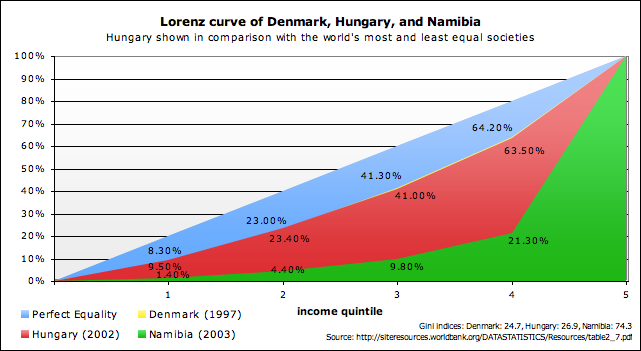 Lorenz curve of Denmark, Hungary, and Namibia
Hungary shown in comparison with the world's most and least equal societies
100%
90%
80%
70%
60%
50%
40%
30%
20%
10%
0%
64.20%
63.50%
41.30%
41.00%
23.00%
23.40%
8.30%
9.50%
1.40%
4.40%
9.80%
21.30%
1 2 3 4 5
income quintile
Perfect Equality Denmark (1997)
Hungary (2002) Namibia (2003)
Gini indices: Denmark: 24.7, Hungary: 26.9, Namibia: 74.3
Source: http://siteresources.worldbank.org/DATASTATISTICS/Resources/table2_7.pdf